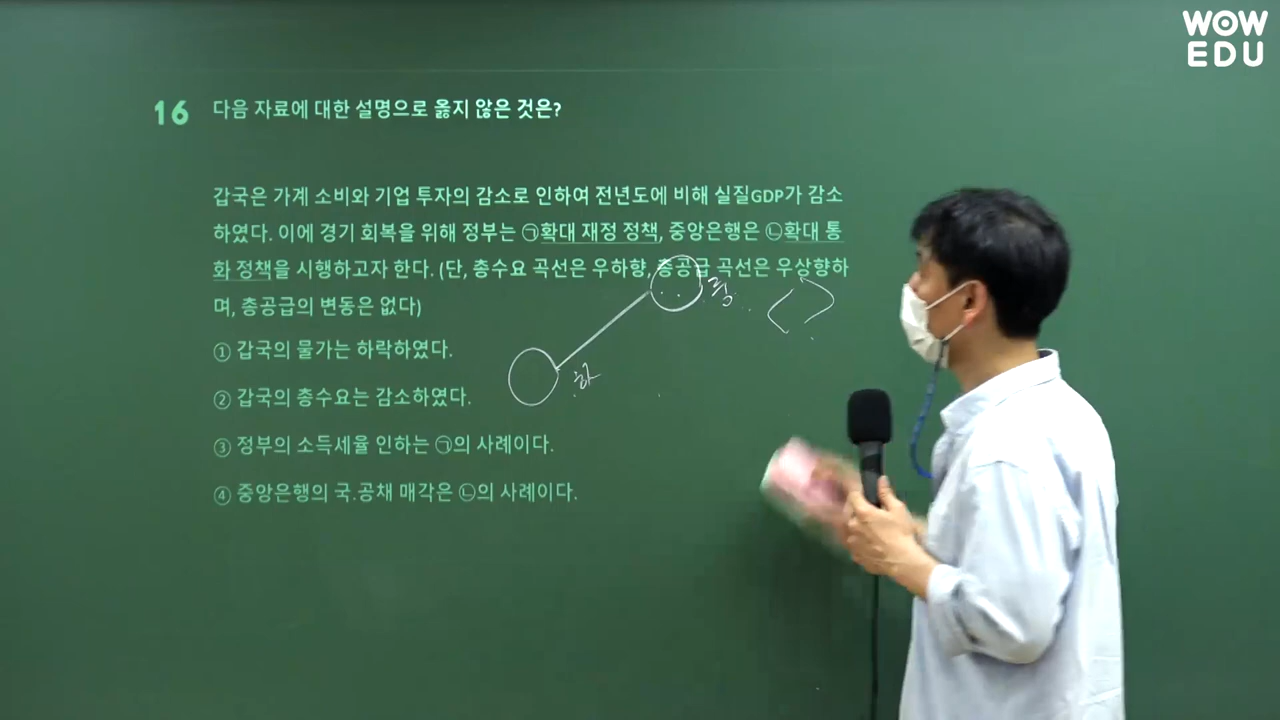 WOW
EDU
16 다음 자료에 대한 설명으로 옳지 않은 것은?
갑국은 가계 소비와 기업 투자의 감소로 인하여 전년도에 비해 실질GDP가 감소
하였다. 이에 경기 회복을 위해 정부는 ㉠확대 재정 정책, 중앙은행은 ㉡확대 통
화 정책을 시행하고자 한다. (단, 총수요 곡선은 우하향, 총공급 곡선은 우상향하
며, 총공급의 변동은 없다)
① 갑국의 물가는 하락하였다.
② 갑국의 총수요는 감소하였다.
하
③ 정부의 소득세율 인하는 ㉠의 사례이다.
④ 중앙은행의 국.공채 매각은 ㉡의 사례이다.